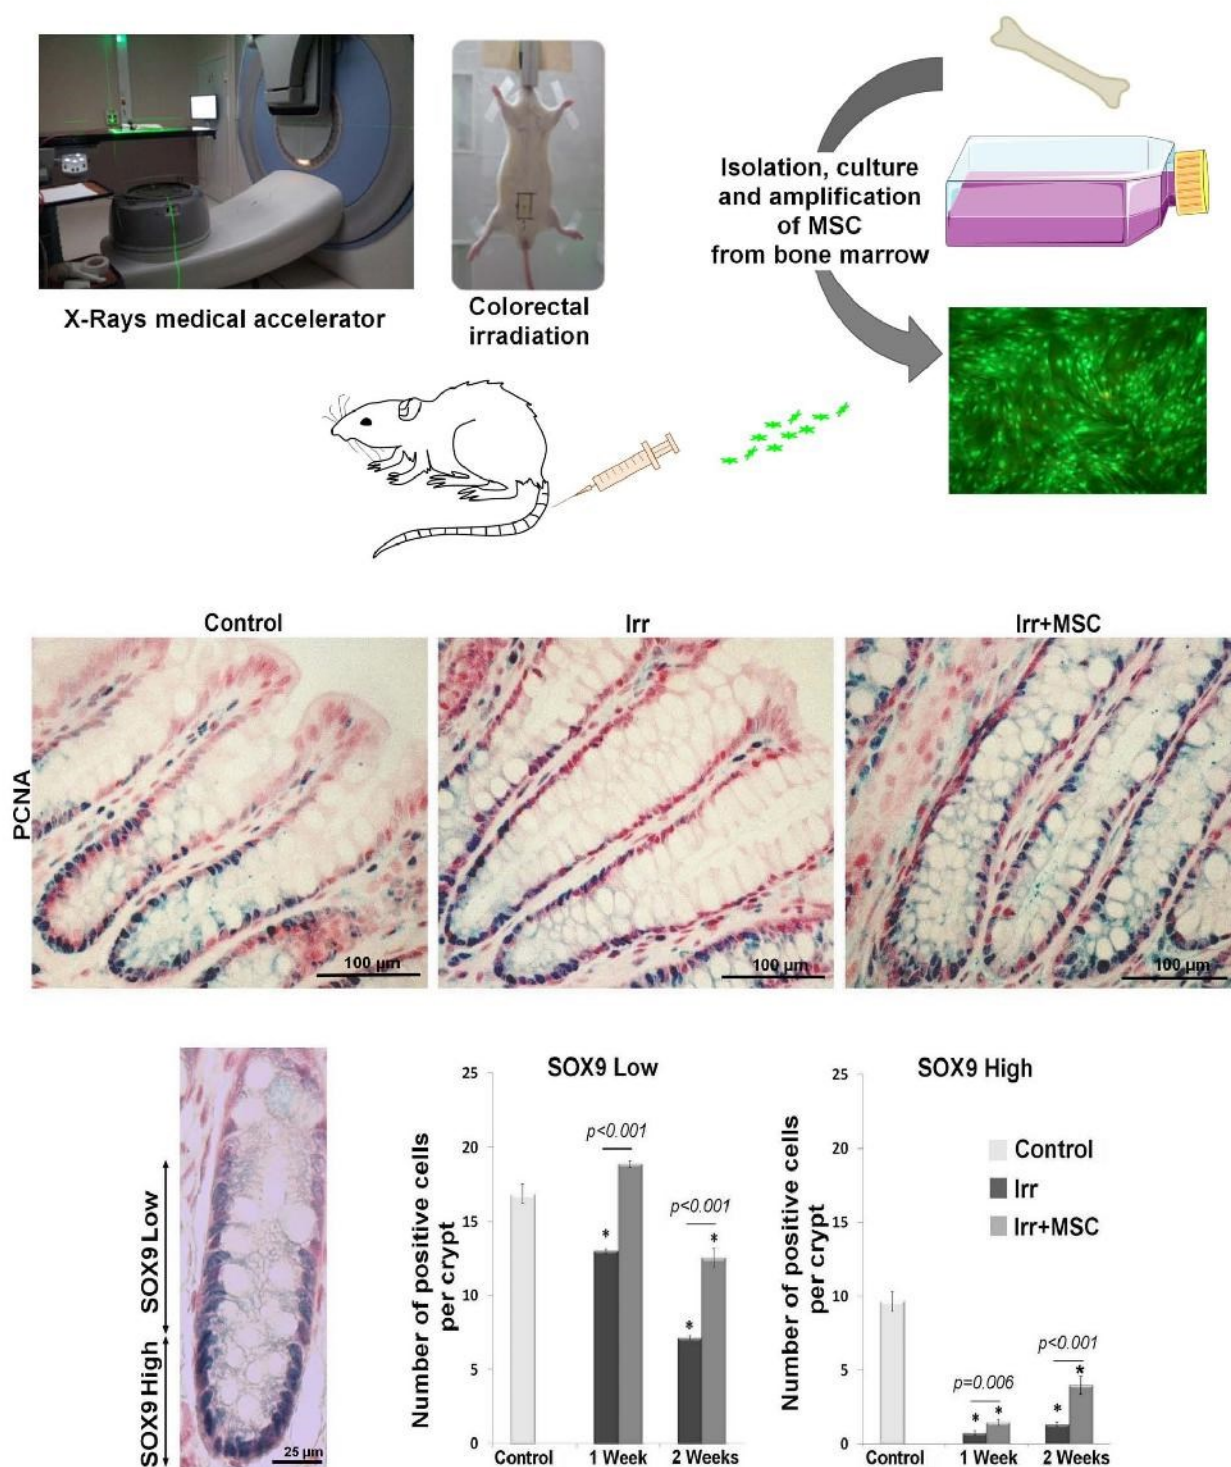 X-Rays medical accelerator
Colorectal
irradiation
Isolation, culture
and amplification
of MSC
from bone marrow
Control
Irr
Irr+MSC
PCNA
100 µm
100 µm
100 µm
SOX9 Low
SOX9 High
25 µm
SOX9 Low
Number of positive cells
per crypt
25
20
15
10
5
0
p<0.001
p<0.001
*
*
*
Control
1 Week
2 Weeks
SOX9 High
Number of positive cells
per crypt
25
20
15
10
5
0
Control
Irr
Irr+MSC
p=0.006
p<0.001
*
*
*
*
Control
1 Week
2 Weeks